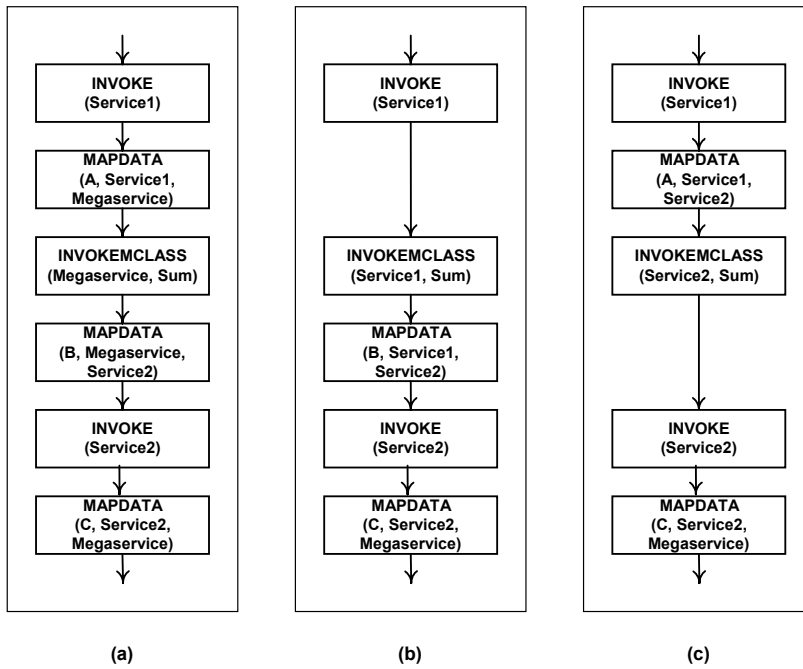 INVOKE
(Service1)
MAPDATA
(A, Service1,
Megaservice)
INVOKEMCLASS
(Megaservice, Sum)
MAPDATA
(B, Megaservice,
Service2)
INVOKE
(Service2)
MAPDATA
(C, Service2,
Megaservice)
(a)
INVOKE
(Service1)
INVOKEMCLASS
(Service1, Sum)
MAPDATA
(B, Service1,
Service2)
INVOKE
(Service2)
MAPDATA
(C, Service2,
Megaservice)
(b)
INVOKE
(Service1)
MAPDATA
(A, Service1,
Service2)
INVOKEMCLASS
(Service2, Sum)
INVOKE
(Service2)
MAPDATA
(C, Service2,
Megaservice)
(c)